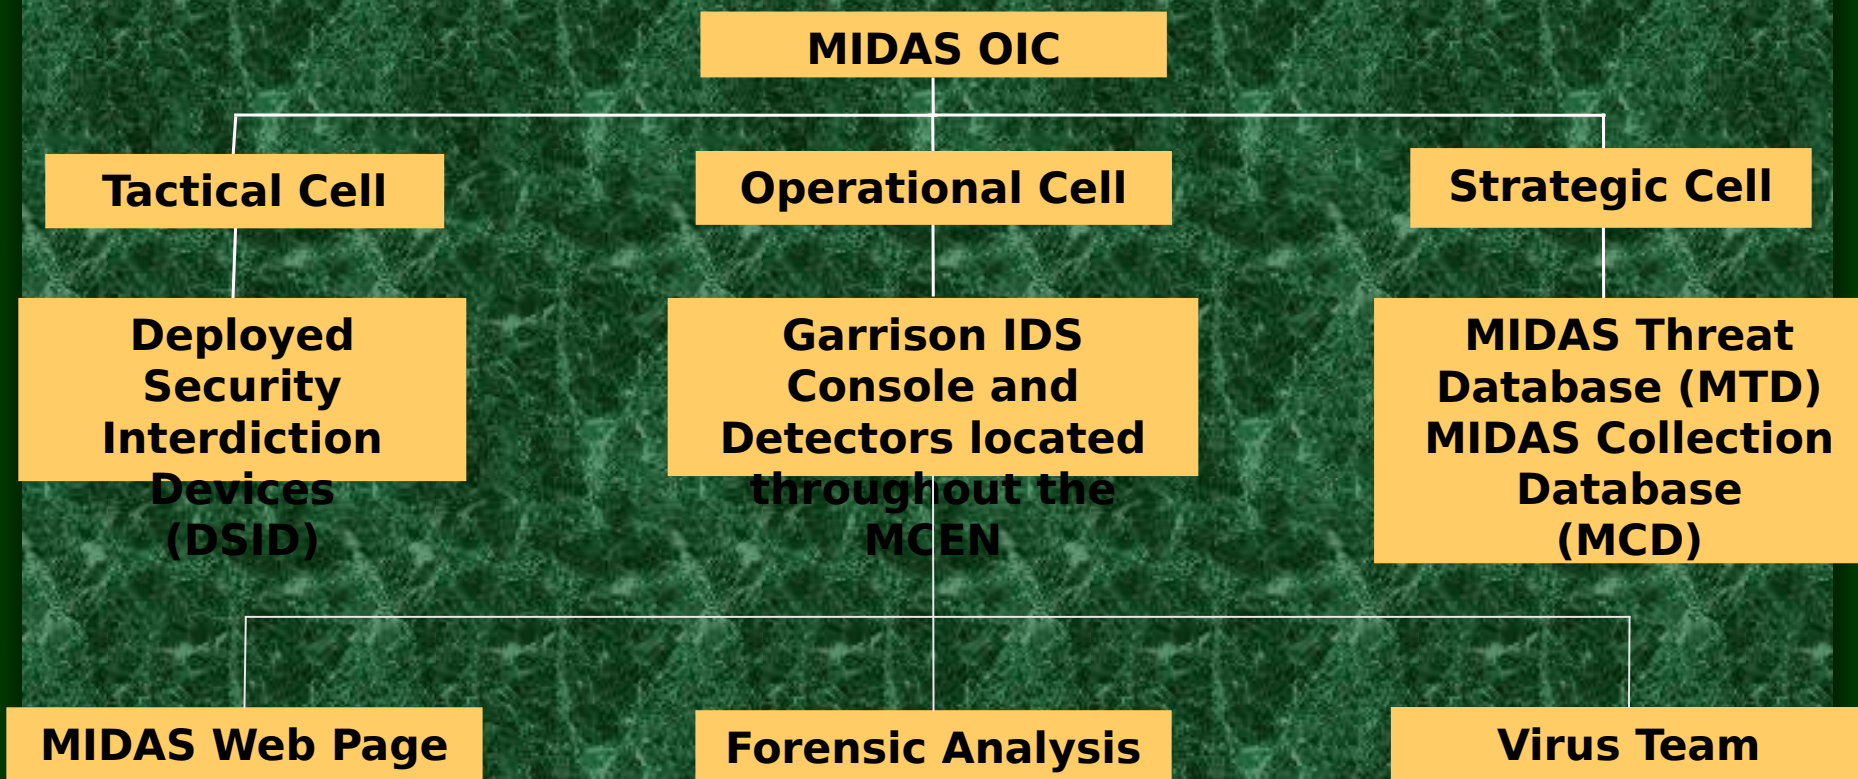 MIDAS OIC
Tactical Cell
Operational Cell
Strategic Cell
Deployed
Security
Interdiction
Devices
(DSID)
Garrison IDS
Console and
Detectors located
throughout the
MCEN
MIDAS Threat
Database (MTD)
MIDAS Collection
Database
(MCD)
MIDAS Web Page
Forensic Analysis
Virus Team